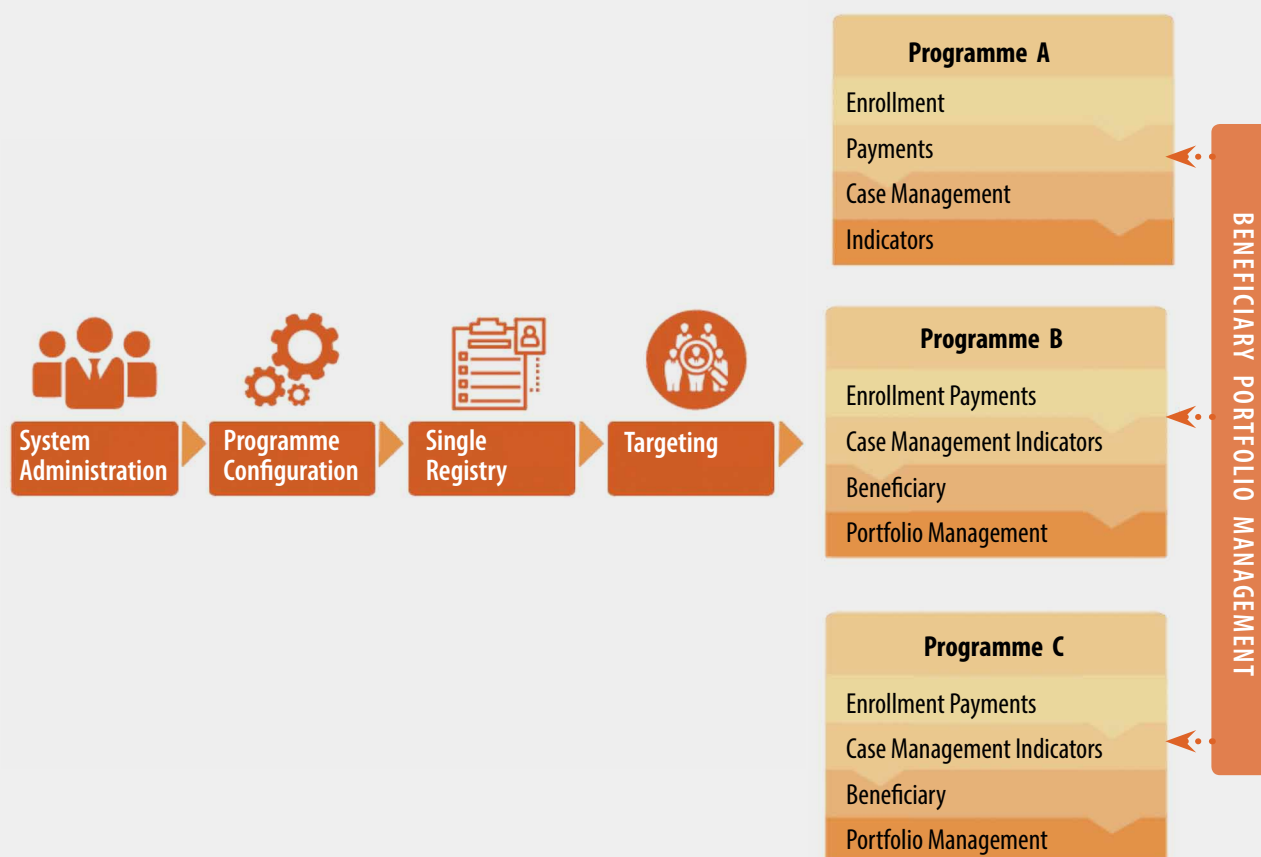 System
Administration
Programme
Configuration
Single
Registry
Targeting
Programme A
Enrollment
Payments
Case Management
Indicators
Programme B
Enrollment Payments
Case Management Indicators
Beneficiary
Portfolio Management
Programme C
Enrollment Payments
Case Management Indicators
Beneficiary
Portfolio Management
BENEFICIARY PORTFOLIO MANAGEMENT